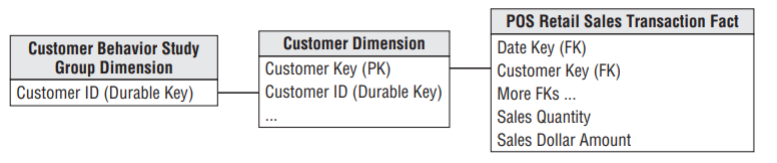 Customer Behavior Study
Group Dimension
Customer ID (Durable Key)
Customer Dimension
Customer Key (PK)
Customer ID (Durable Key)
...
POS Retail Sales Transaction Fact
Date Key (FK)
Customer Key (FK)
More FKs ...
Sales Quantity
Sales Dollar Amount